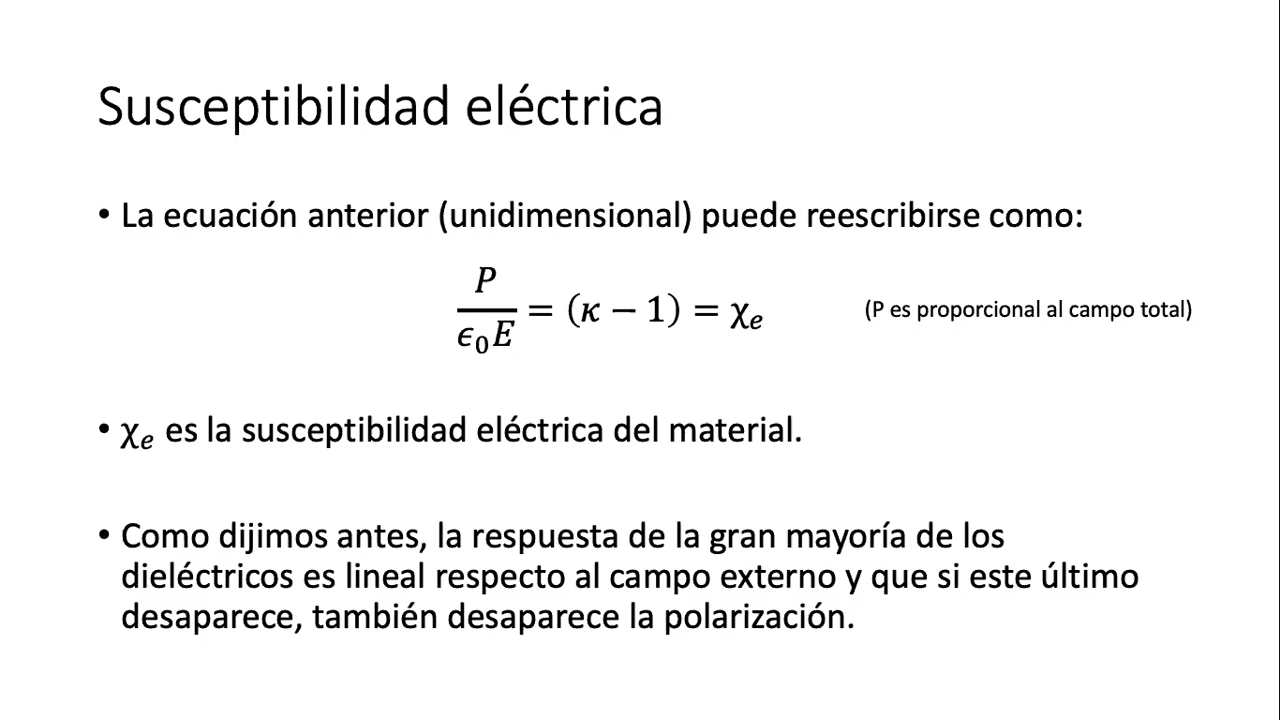 Susceptibilidad eléctrica
• La ecuación anterior (unidimensional) puede reescribirse como:
P/(ϵ₀E) = (κ − 1) = χₑ (P es proporcional al campo total)
• χₑ es la susceptibilidad eléctrica del material.
• Como dijimos antes, la respuesta de la gran mayoría de los
dieléctricos es lineal respecto al campo externo y que si este último
desaparece, también desaparece la polarización.